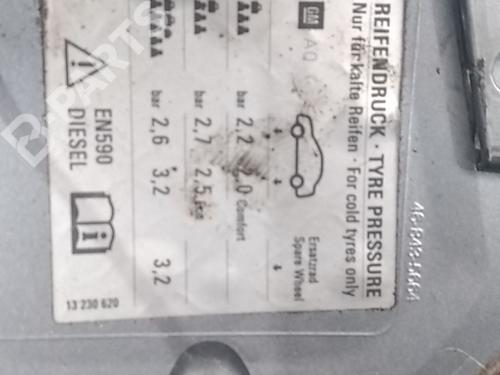 REIFENDRUCK · TYRE PRESSURE
Nur für kalte Reifen · For cold tyres only
GM AQ
Ersatzrad
Spare Wheel
bar 2,2 2,0 Comfort
bar 2,7 2,5
bar 2,6 3,2 3,2
EN590
DIESEL
13 230 620
B-PARTS